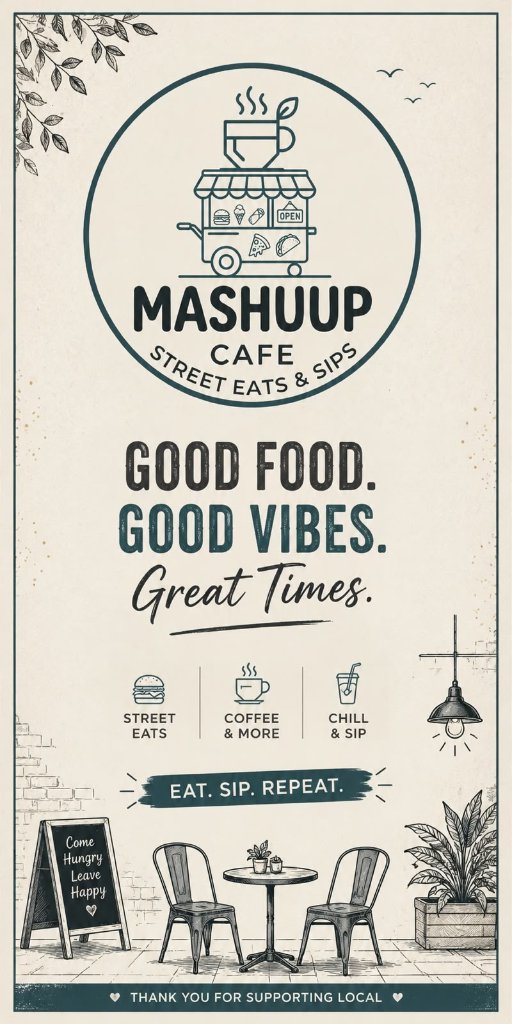 OPEN
MASHUUP
CAFE
STREET EATS & SIPS
GOOD FOOD.
GOOD VIBES.
Great Times.
STREET
EATS
COFFEE
& MORE
CHILL
& SIP
EAT. SIP. REPEAT.
Come
Hungry
Leave
Happy
THANK YOU FOR SUPPORTING LOCAL